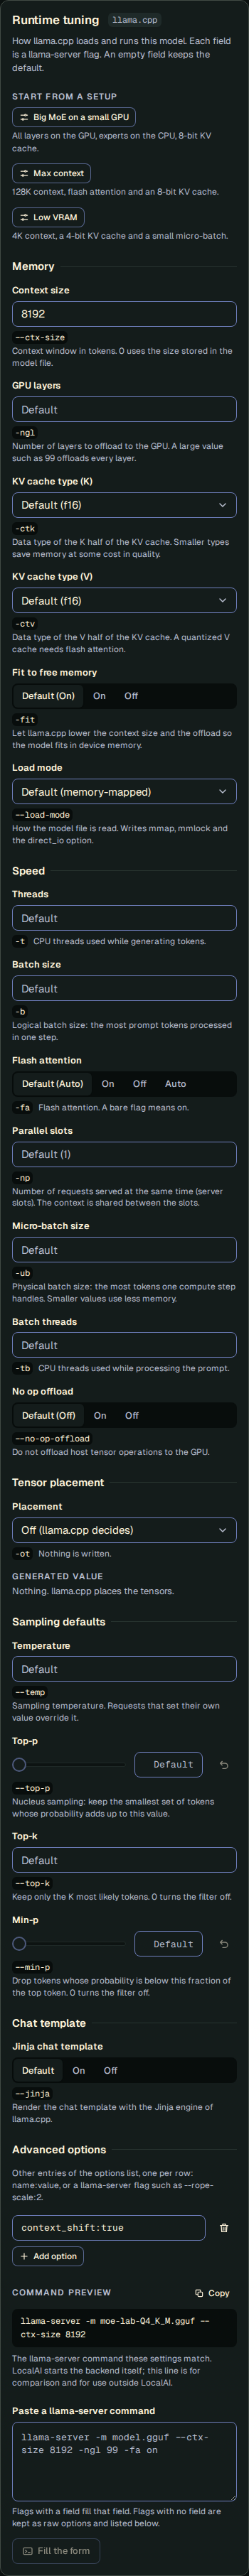 Runtime tuning llama.cpp
How llama.cpp loads and runs this model. Each field
is a llama-server flag. An empty field keeps the
default.
START FROM A SETUP
Big MoE on a small GPU
All layers on the GPU, experts on the CPU, 8-bit KV
cache.
Max context
128K context, flash attention and an 8-bit KV cache.
Low VRAM
4K context, a 4-bit KV cache and a small micro-batch.
Memory
Context size
8192
--ctx-size
Context window in tokens. 0 uses the size stored in the
model file.
GPU layers
Default
-ngl
Number of layers to offload to the GPU. A large value
such as 99 offloads every layer.
KV cache type (K)
Default (f16)
-ctk
Data type of the K half of the KV cache. Smaller types
save memory at some cost in quality.
KV cache type (V)
Default (f16)
-ctv
Data type of the V half of the KV cache. A quantized V
cache needs flash attention.
Fit to free memory
Default (On) On Off
-fit
Let llama.cpp lower the context size and the offload so
the model fits in device memory.
Load mode
Default (memory-mapped)
--load-mode
How the model file is read. Writes mmap, mmlock and
the direct_io option.
Speed
Threads
Default
-t CPU threads used while generating tokens.
Batch size
Default
-b
Logical batch size: the most prompt tokens processed
in one step.
Flash attention
Default (Auto) On Off Auto
-fa Flash attention. A bare flag means on.
Parallel slots
Default (1)
-np
Number of requests served at the same time (server
slots). The context is shared between the slots.
Micro-batch size
Default
-ub
Physical batch size: the most tokens one compute step
handles. Smaller values use less memory.
Batch threads
Default
-tb CPU threads used while processing the prompt.
No op offload
Default (Off) On Off
--no-op-offload
Do not offload host tensor operations to the GPU.
Tensor placement
Placement
Off (llama.cpp decides)
-ot Nothing is written.
GENERATED VALUE
Nothing. llama.cpp places the tensors.
Sampling defaults
Temperature
Default
--temp
Sampling temperature. Requests that set their own
value override it.
Top-p
Default
--top-p
Nucleus sampling: keep the smallest set of tokens
whose probability adds up to this value.
Top-k
Default
--top-k
Keep only the K most likely tokens. 0 turns the filter off.
Min-p
Default
--min-p
Drop tokens whose probability is below this fraction of
the top token. 0 turns the filter off.
Chat template
Jinja chat template
Default On Off
--jinja
Render the chat template with the Jinja engine of
llama.cpp.
Advanced options
Other entries of the options list, one per row:
name:value, or a llama-server flag such as --rope-
scale:2.
context_shift:true
Add option
COMMAND PREVIEW Copy
llama-server -m moe-lab-Q4_K_M.gguf --
ctx-size 8192
The llama-server command these settings match.
LocalAI starts the backend itself; this line is for
comparison and for use outside LocalAI.
Paste a llama-server command
llama-server -m model.gguf --ctx-
size 8192 -ngl 99 -fa on
Flags with a field fill that field. Flags with no field are
kept as raw options and listed below.
Fill the form